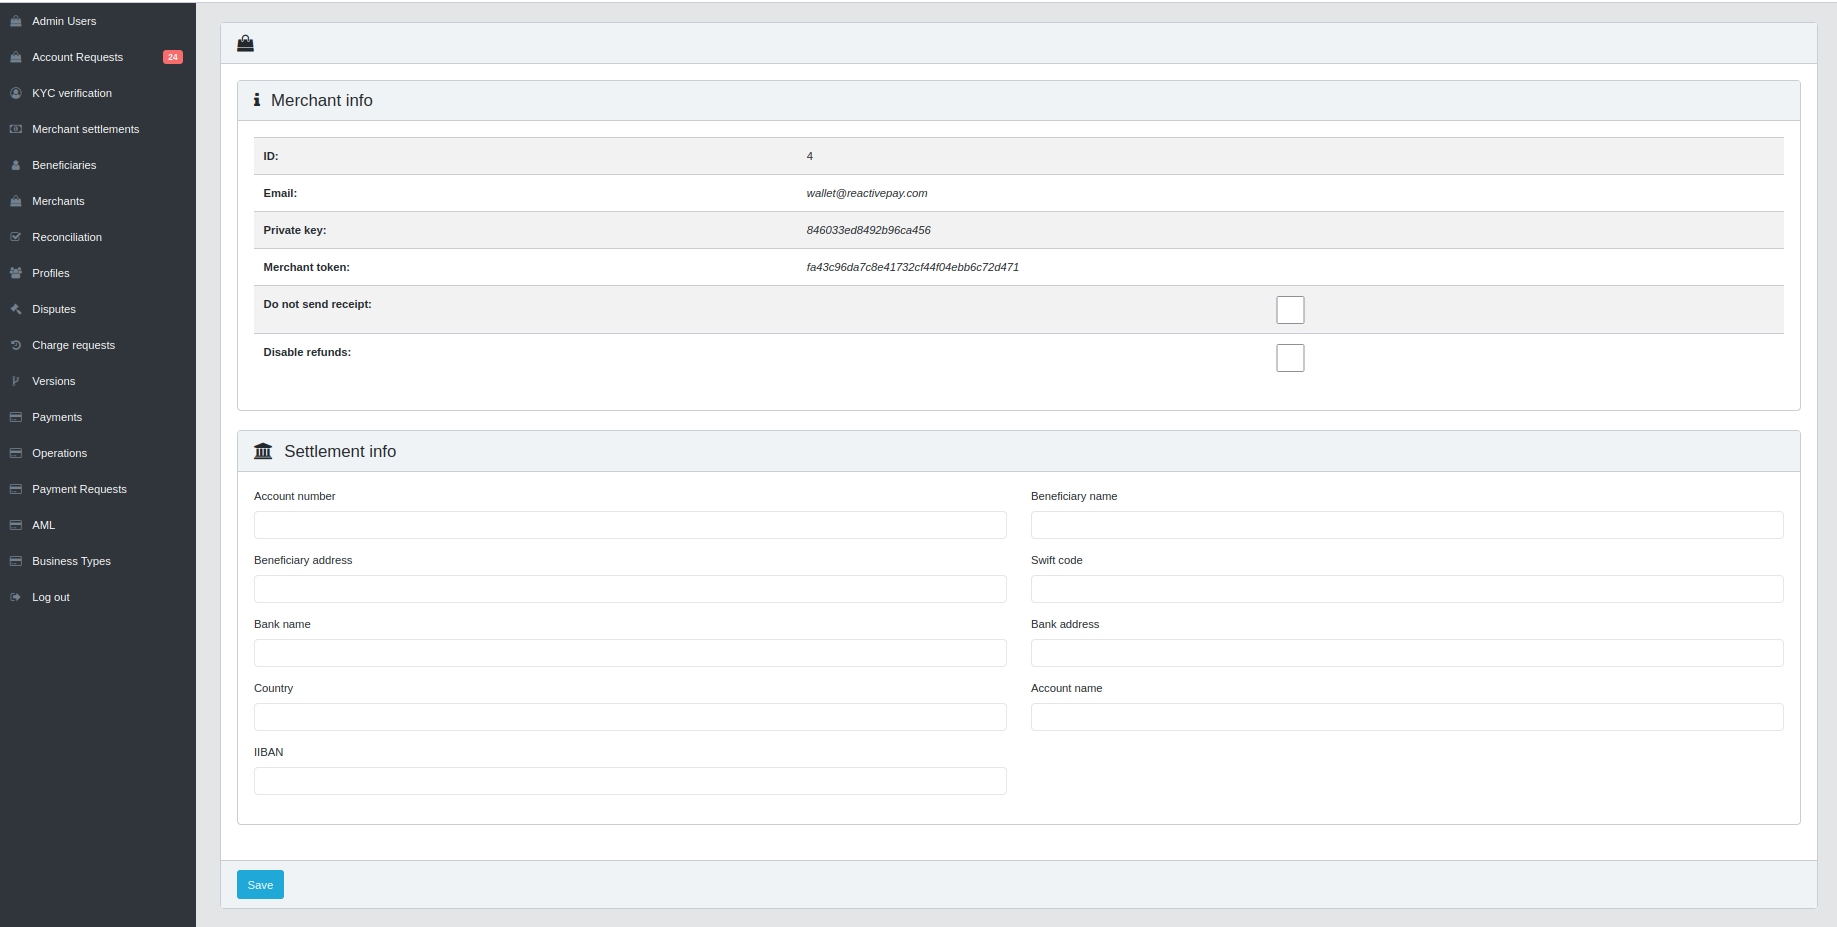 Admin Users
Account Requests 24
KYC verification
Merchant settlements
Beneficiaries
Merchants
Reconciliation
Profiles
Disputes
Charge requests
Versions
Payments
Operations
Payment Requests
AML
Business Types
Log out
Merchant info
ID: 4
Email: wallet@reactivepay.com
Private key: 846033ed8492b96ca456
Merchant token: fa43c96da7c8e41732cf44f04ebb6c72d471
Do not send receipt:
Disable refunds:
Settlement info
Account number Beneficiary name
Beneficiary address Swift code
Bank name Bank address
Country Account name
IIBAN
Save